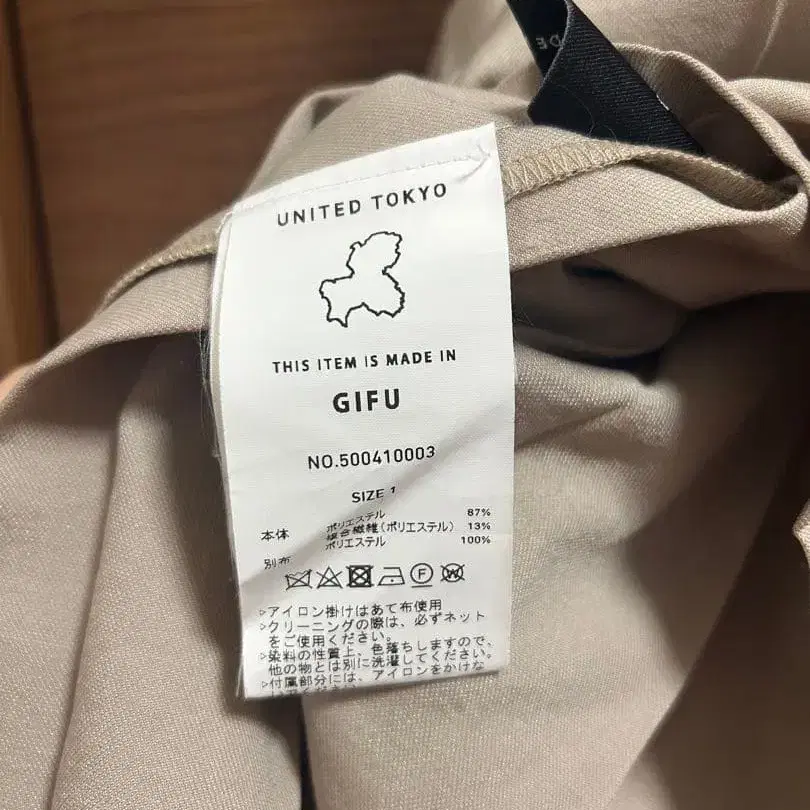 DE
UNITED TOKYO
THIS ITEM IS MADE IN
GIFU
NO.500410003
SIZE 1
本体 ポリエステル 87%
複合繊維(ポリエステル) 13%
別布 ポリエステル 100%
F
W
>アイロン掛けはあて布使用
>クリーニングの際は、必ずネット
をご使用ください。
>染料の性質上、色落ちしますので、
他の物とは別に洗濯してください。
>付属部分には、アイロンをかけな